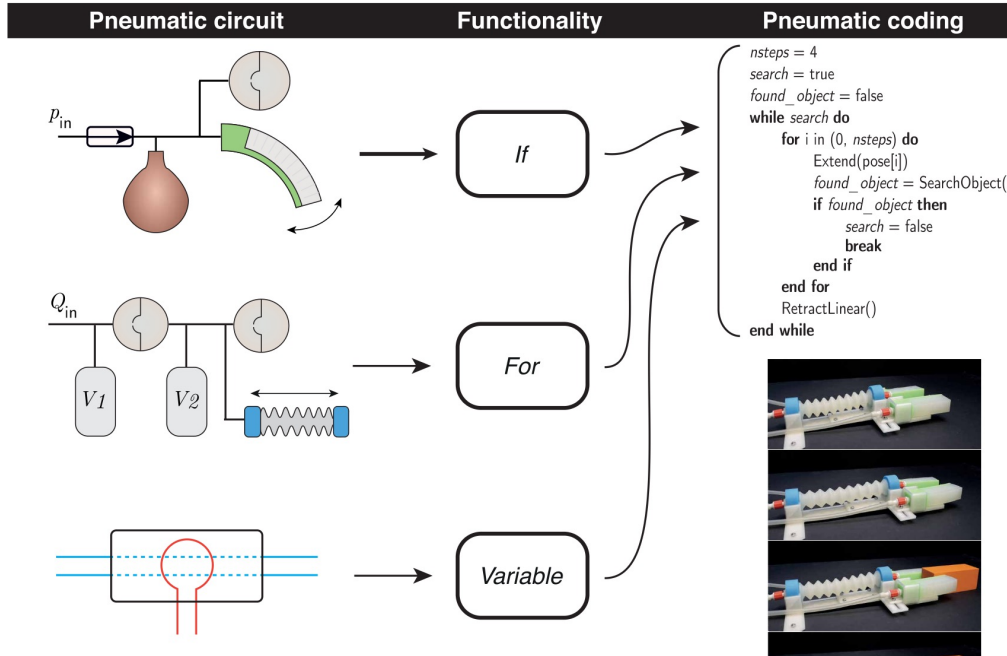 Pneumatic circuit
Functionality
Pneumatic coding
p_in
If
Q_in
V1
V2
For
Variable
nsteps = 4
search = true
found_object = false
while search do
for i in (0, nsteps) do
Extend(pose[i])
found_object = SearchObject(
if found_object then
search = false
break
end if
end for
RetractLinear()
end while